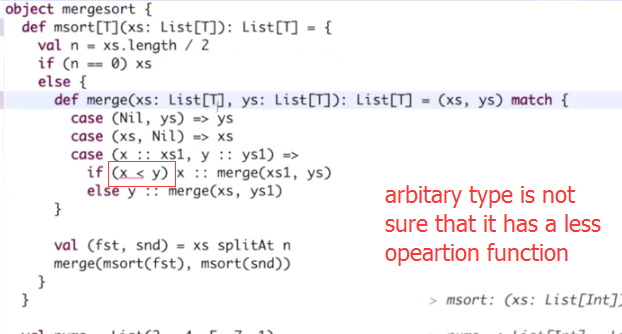 object mergesort {
def msort[T](xs: List[T]): List[T] = {
val n = xs.length / 2
if (n == 0) xs
else {
def merge(xs: List[T], ys: List[T]): List[T] = (xs, ys) match {
case (Nil, ys) => ys
case (xs, Nil) => xs
case (x :: xs1, y :: ys1) =>
if (x < y) x :: merge(xs1, ys)
else y :: merge(xs, ys1)
}
arbitary type is not
sure that it has a less
opeartion function
val (fst, snd) = xs splitAt n
merge(msort(fst), msort(snd))
}
}
> msort: (xs: List[Int])